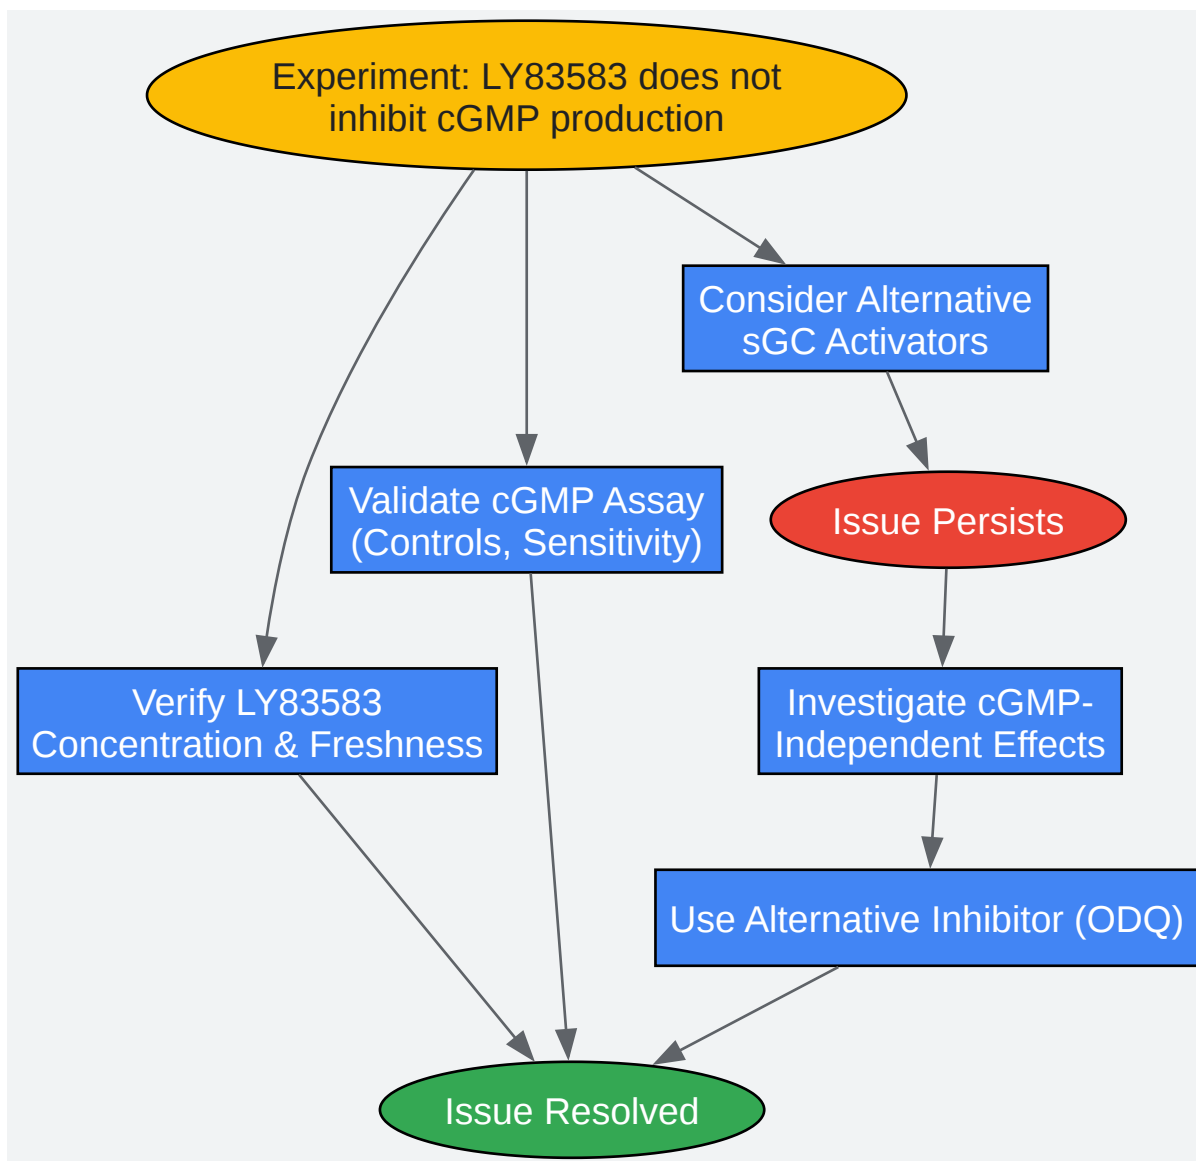 Experiment: LY83583 does not
inhibit cGMP production
Consider Alternative
sGC Activators
Validate cGMP Assay
(Controls, Sensitivity)
Issue Persists
Verify LY83583
Concentration & Freshness
Investigate cGMP-
Independent Effects
Use Alternative Inhibitor (ODQ)
Issue Resolved